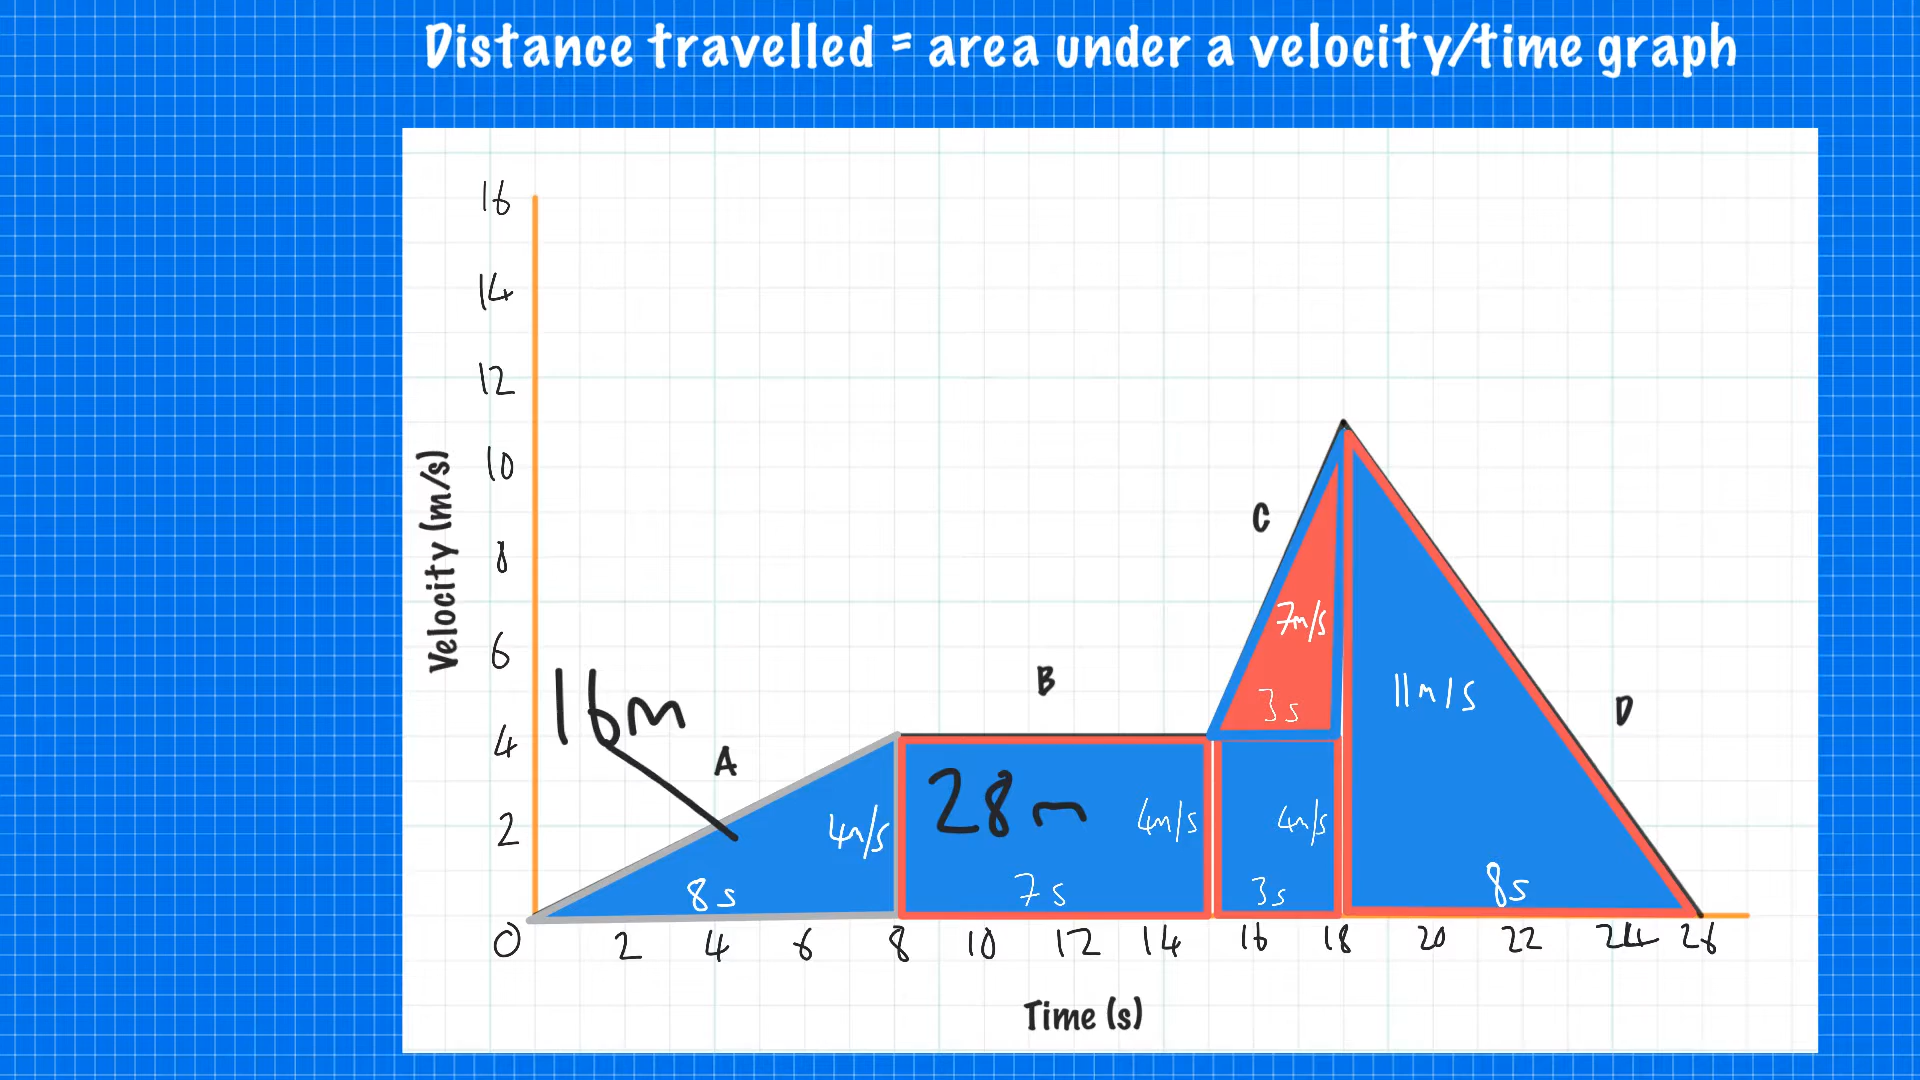 Distance travelled = area under a velocity/time graph
16
14
12
10
8
6
4
2
0
Velocity (m/s)
C
7m/s
3s
B
11m/s
D
16m
A
4m/s
8s
28m
4m/s
7s
4m/s
3s
8s
2 4 6 8 10 12 14 16 18 20 22 24 26
Time (s)